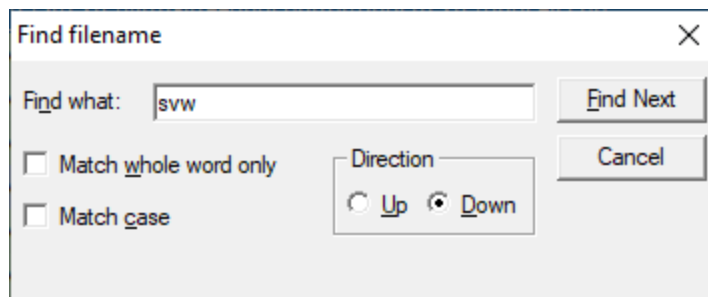 Find filename
Find what: svw Find Next
Cancel
Match whole word only
Match case
Direction
Up Down